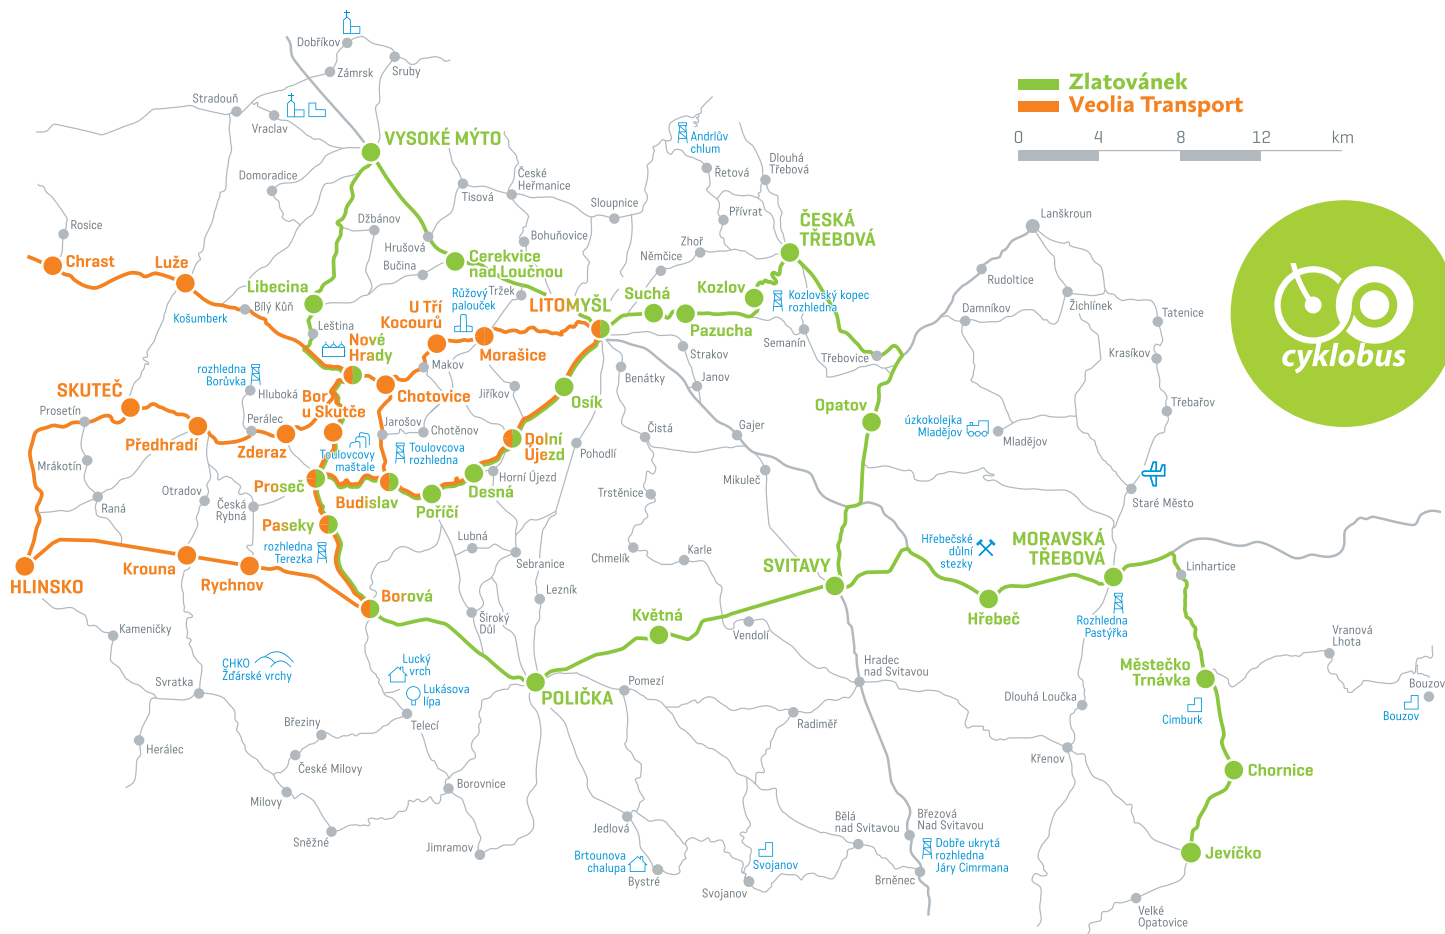 Dobříkov
Zámrsk
Sruby
Stradouň
Vraclav
VYSOKÉ MÝTO
Zlatovánek
Veolia Transport
0 4 8 12 km
Andrlův
chlum
Řetová
Dlouhá
Třebová
Domoradice
Tisová
České
Heřmanice
Sloupnice
Přívrat
ČESKÁ
TŘEBOVÁ
Lanškroun
Rosice
Džbánov
Hrušová
Bohuňovice
Zhoř
Němčice
Chrast
Luže
Bučina
Cerekvice
nad Loučnou
Rudoltice
Libecina
Tržek
Růžový
palouček
LITOMYŠL
Suchá
Kozlov
Kozlovský kopec
rozhledna
Damníkov
Žichlínek
Tatenice
Bílý Kůň
Košumberk
U Tří
Kocourů
Pazucha
Leština
Nové
Hrady
Morašice
Semanín
Strakov
Třebovice
Krasíkov
cyklobus
rozhledna
Borůvka
Makov
Benátky
Janov
SKUTEČ
Hluboká
Bor
u Skutče
Chotovice
Jiříkov
Osík
Opatov
Třebařov
Prosetín
Perálec
Předhradí
Zderaz
Jarošov
Chotěnov
Toulovcovy
maštale
Toulovcova
rozhledna
Dolní
Újezd
Čistá
Gajer
úzkokolejka
Mladějov
Mladějov
Pohodlí
Mrákotín
Proseč
Budislav
Poříčí
Desná
Horní Újezd
Mikuleč
Raná
Otradov
Česká
Rybná
Trstěnice
Staré Město
Paseky
rozhledna
Terezka
Lubná
Sebranice
Chmelík
Karle
Hřebečské
důlní
stezky
MORAVSKÁ
TŘEBOVÁ
HLINSKO
Krouna
Rychnov
Borová
Lezník
SVITAVY
Linhartice
Hřebeč
Široký
Důl
Květná
Vendolí
Rozhledna
Pastýřka
Kameničky
CHKO
Žďárské vrchy
Lucký
vrch
Lukásova
lípa
Vranová
Lhota
Městečko
Trnávka
Hradec
nad Svitavou
Svratka
POLIČKA
Pomezí
Dlouhá Loučka
Cimburk
Bouzov
Bouzov
Telecí
Březiny
Radiměř
Herálec
České Milovy
Křenov
Chornice
Milovy
Borovnice
Sněžné
Jimramov
Jedlová
Bělá
nad Svitavou
Březová
Nad Svitavou
Brtounova
chalupa
Bystré
Svojanov
Svojanov
Dobře ukrytá
rozhledna
Járy Cimrmana
Brněnec
Jevíčko
Velké
Opatovice